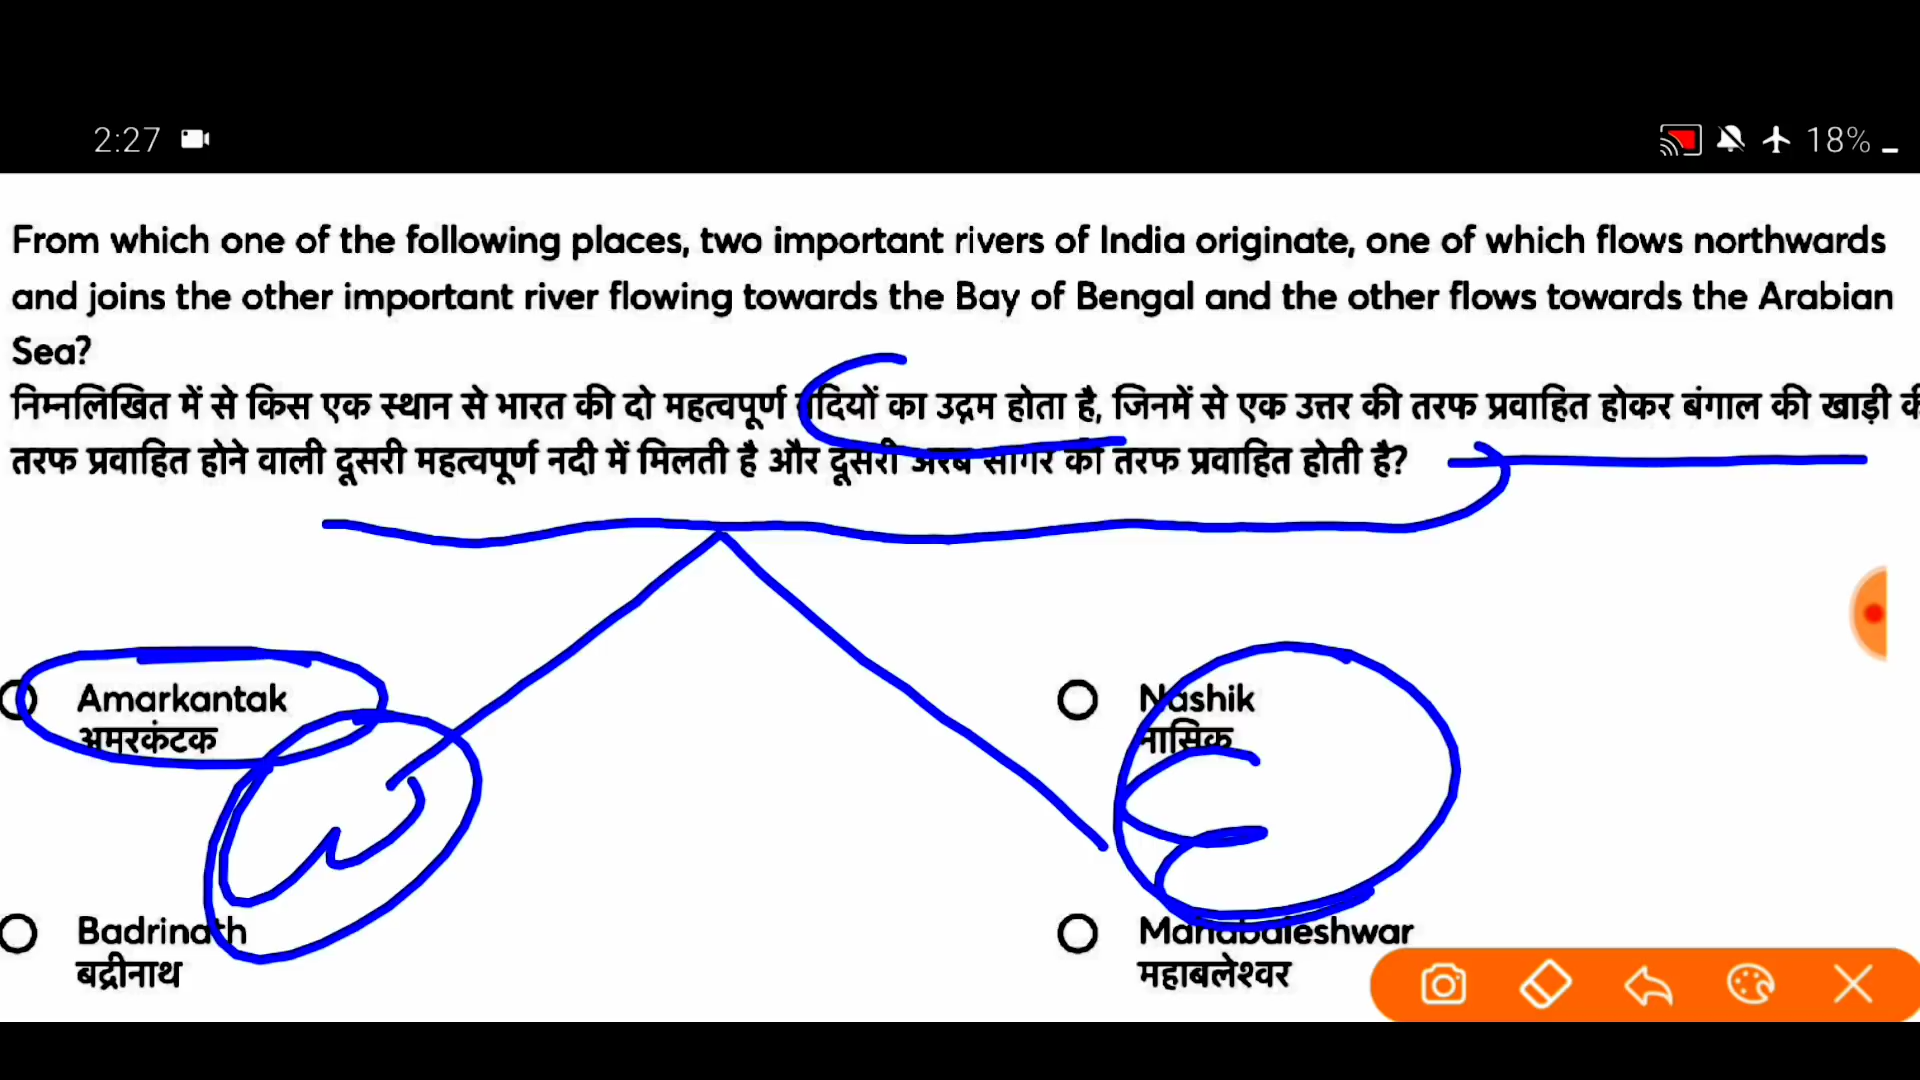 2:27
18%
From which one of the following places, two important rivers of India originate, one of which flows northwards
and joins the other important river flowing towards the Bay of Bengal and the other flows towards the Arabian
Sea?
निम्नलिखित में से किस एक स्थान से भारत की दो महत्वपूर्ण नदियों का उद्गम होता है, जिनमें से एक उत्तर की तरफ प्रवाहित होकर बंगाल की खाड़ी की
तरफ प्रवाहित होने वाली दूसरी महत्वपूर्ण नदी में मिलती है और दूसरी अरब सागर की तरफ प्रवाहित होती है?
Amarkantak
अमरकंटक
Nashik
नासिक
Badrinath
बद्रीनाथ
Mahabaleshwar
महाबलेश्वर